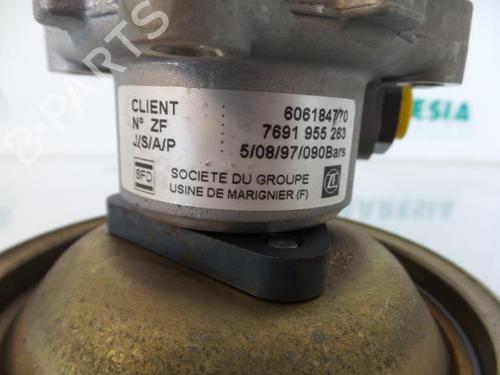 B-PARTS
CLIENT 606184770
N° ZF 7691 955 263
J/S/A/P 5/08/97/090Bars
SFD SOCIETE DU GROUPE ZF
USINE DE MARIGNIER (F)